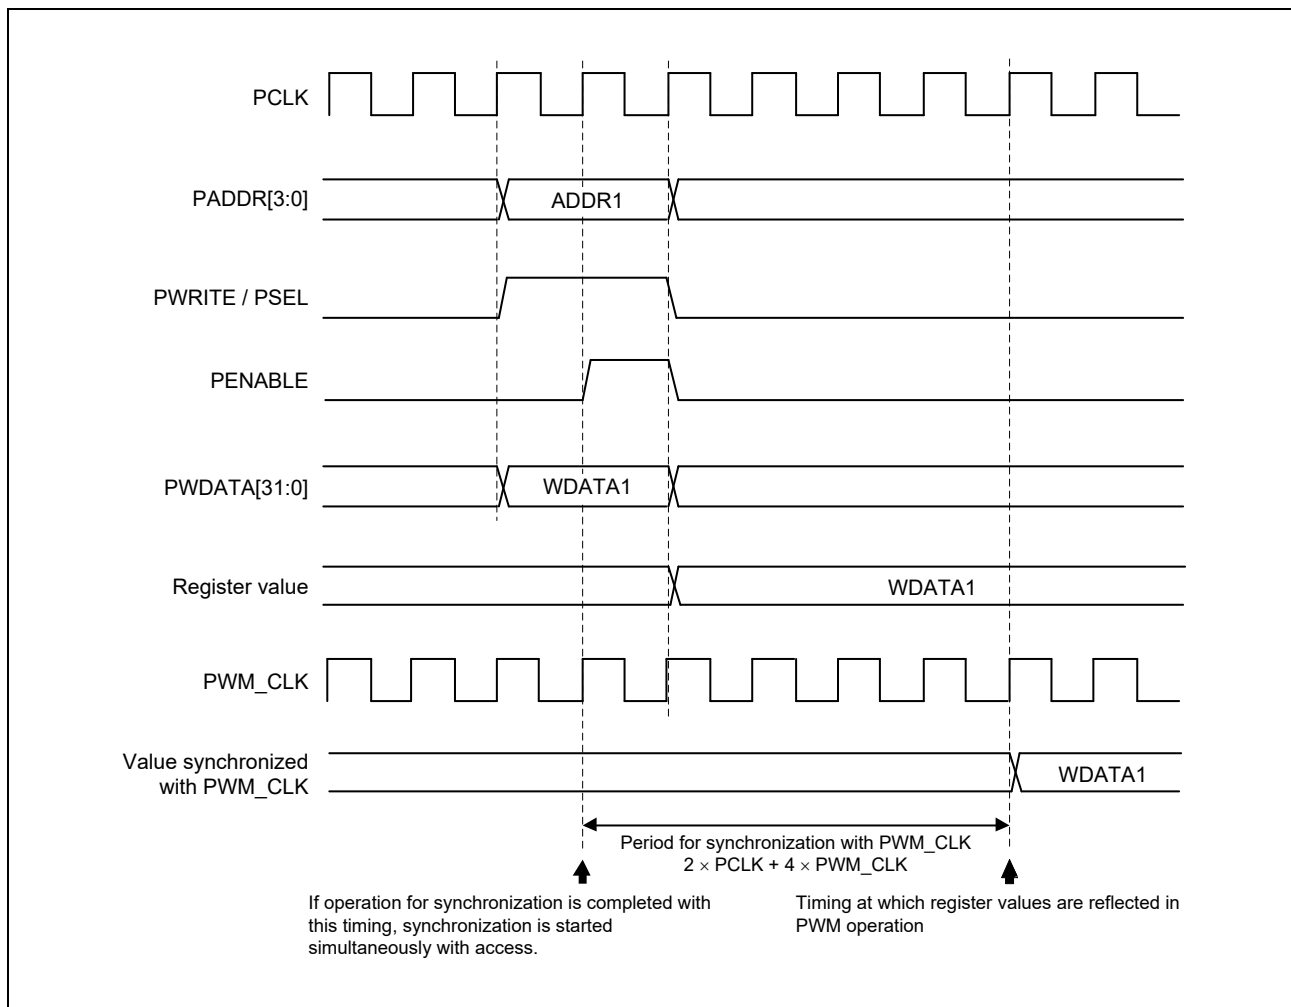 PCLK
PADDR[3:0]
ADDR1
PWRITE / PSEL
PENABLE
PWDATA[31:0]
WDATA1
Register value
WDATA1
PWM_CLK
Value synchronized
with PWM_CLK
WDATA1
Period for synchronization with PWM_CLK
2 × PCLK + 4 × PWM_CLK
If operation for synchronization is completed with
this timing, synchronization is started
simultaneously with access.
Timing at which register values are reflected in
PWM operation